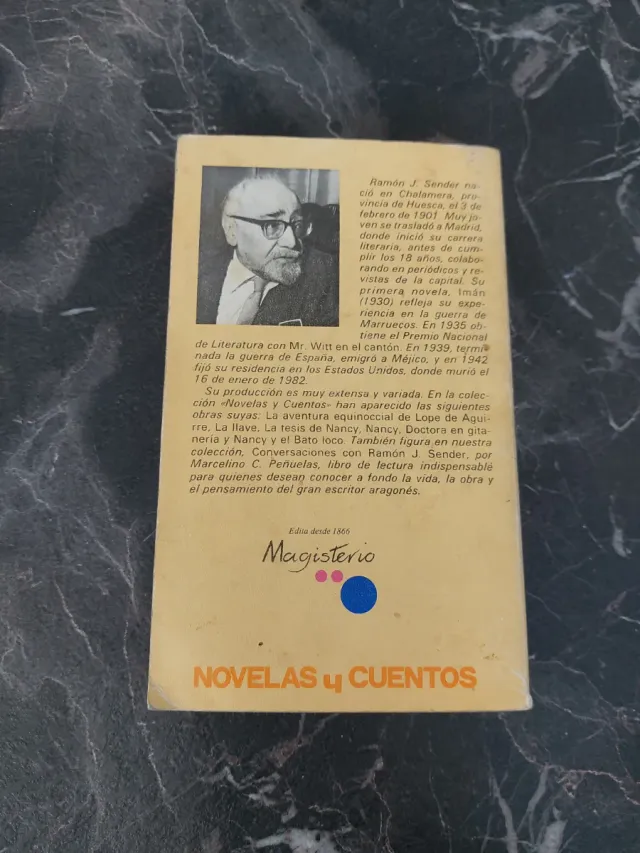 Ramón J. Sender na-
ció en Chalamera, pro-
vincia de Huesca, el 3 de
febrero de 1901. Muy jo-
ven se trasladó a Madrid,
donde inició su carrera
literaria, antes de cum-
plir los 18 años, colabo-
rando en periódicos y re-
vistas de la capital. Su
primera novela, Imán
(1930) refleja su expe-
riencia en la guerra de
Marruecos. En 1935 ob-
tiene el Premio Nacional
de Literatura con Mr. Witt en el cantón. En 1939, termi-
nada la guerra de España, emigró a Méjico, y en 1942
fijó su residencia en los Estados Unidos, donde murió el
16 de enero de 1982.
Su producción es muy extensa y variada. En la colec-
ción «Novelas y Cuentos» han aparecido las siguientes
obras suyas: La aventura equinoccial de Lope de Agui-
rre, La llave, La tesis de Nancy, Nancy, Doctora en gita-
nería y Nancy y el Bato loco. También figura en nuestra
colección, Conversaciones con Ramón J. Sender, por
Marcelino C. Peñuelas, libro de lectura indispensable
para quienes desean conocer a fondo la vida, la obra y
el pensamiento del gran escritor aragonés.
Edita desde 1866
Magisterio
NOVELAS y CUENTOS